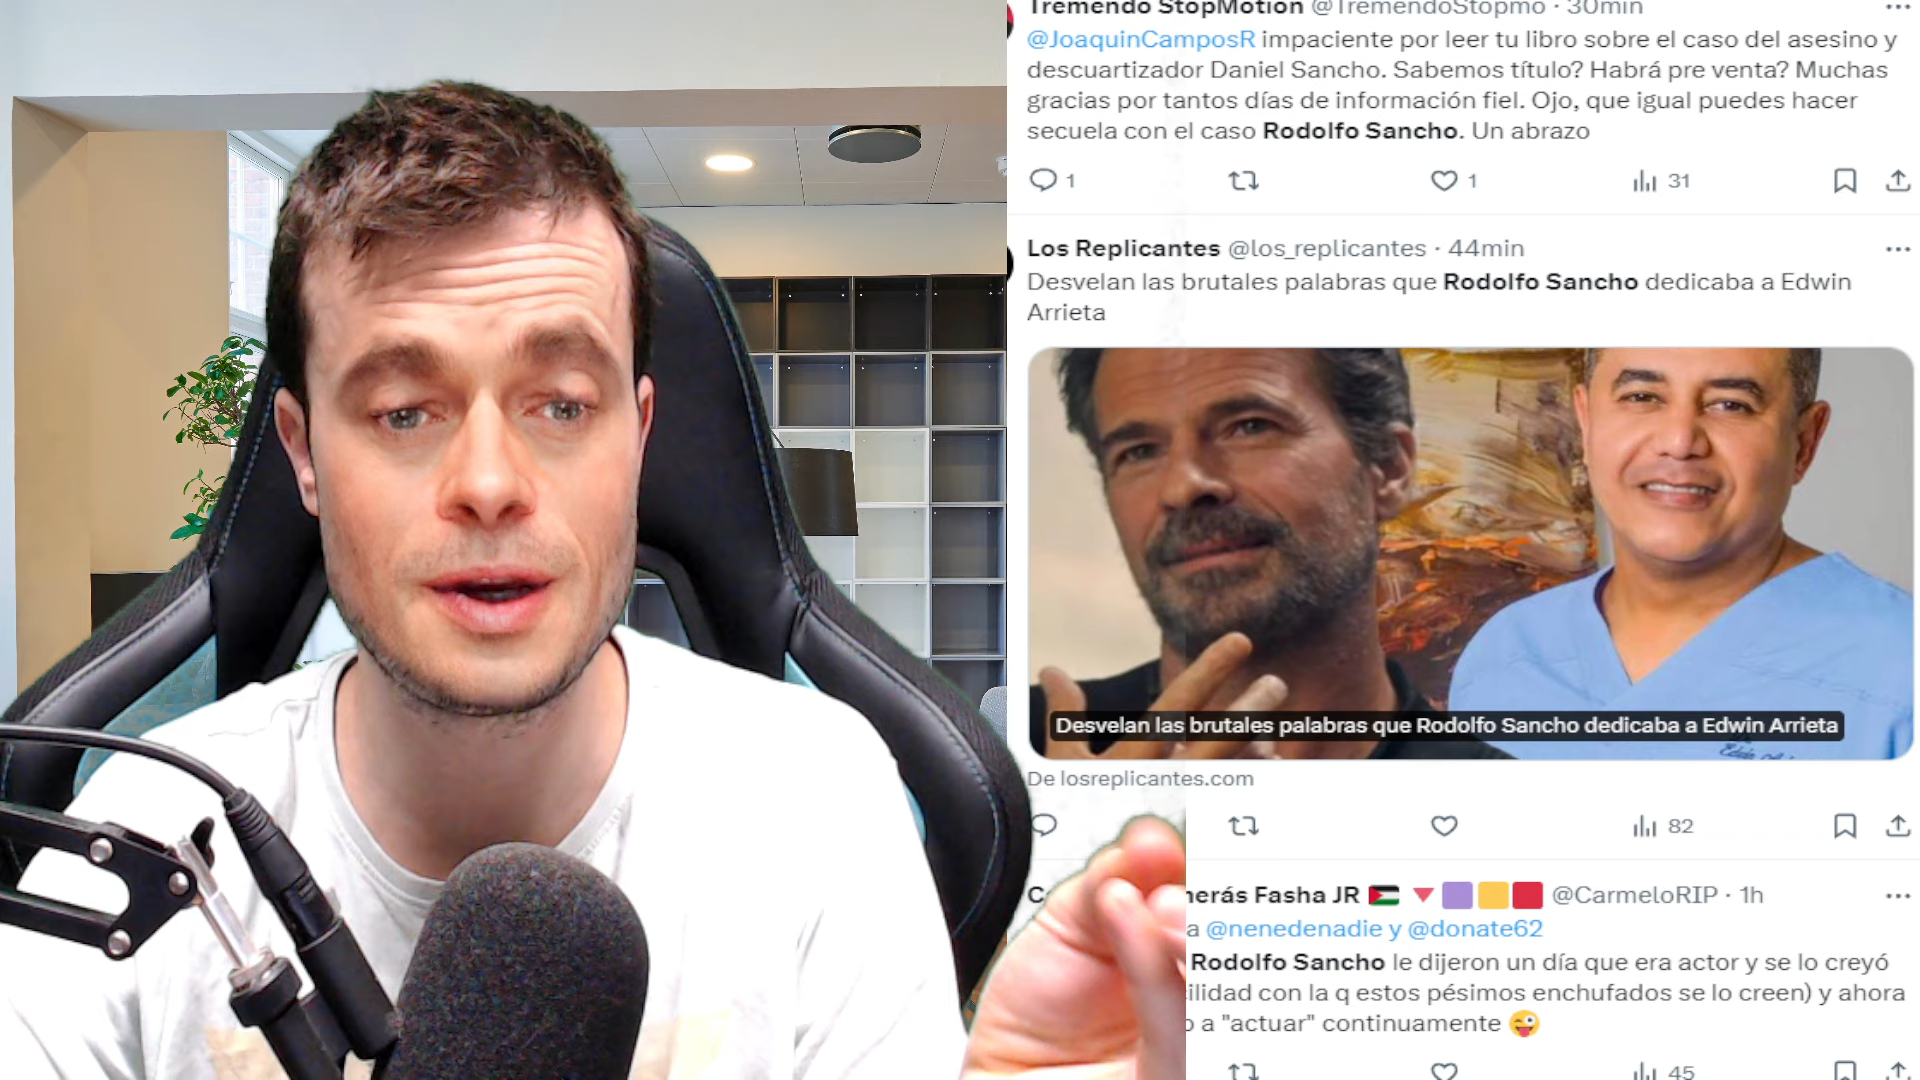 Tremendo StopMotion @TremendoStopmo · 30min
@JoaquinCamposR impaciente por leer tu libro sobre el caso del asesino y
descuartizador Daniel Sancho. Sabemos título? Habrá pre venta? Muchas
gracias por tantos días de información fiel. Ojo, que igual puedes hacer
secuela con el caso Rodolfo Sancho. Un abrazo
1 1 31
Los Replicantes @los_replicantes · 44min
Desvelan las brutales palabras que Rodolfo Sancho dedicaba a Edwin
Arrieta
Desvelan las brutales palabras que Rodolfo Sancho dedicaba a Edwin Arrieta
De losreplicantes.com
82
Fasha JR @CarmeloRIP · 1h
a @nenedenadie y @donate62
Rodolfo Sancho le dijeron un día que era actor y se lo creyó
con la q estos pésimos enchufados se lo creen) y ahora
a "actuar" continuamente
45